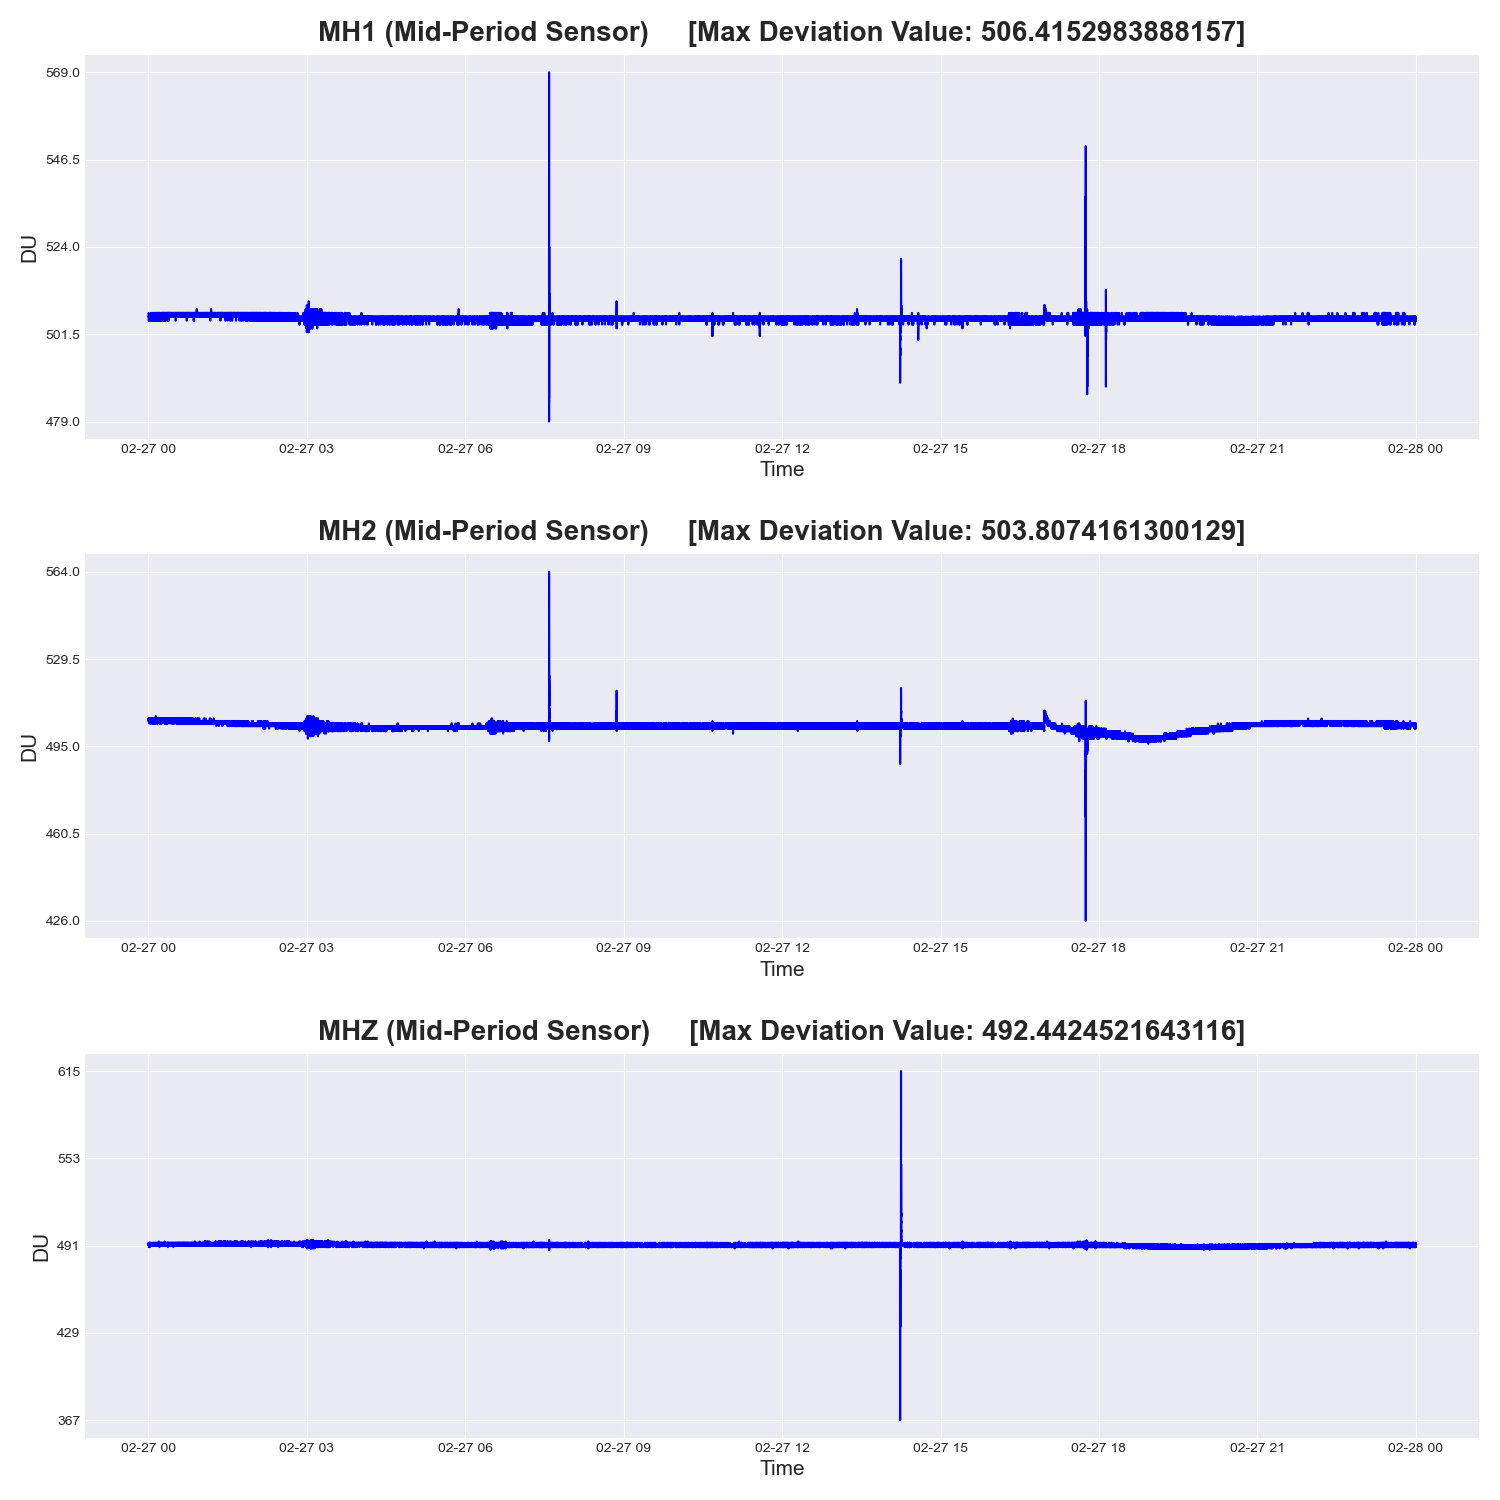 MH1 (Mid-Period Sensor) [Max Deviation Value: 506.4152983888157]
569.0
546.5
524.0
501.5
479.0
DU
02-27 00 02-27 03 02-27 06 02-27 09 02-27 12 02-27 15 02-27 18 02-27 21 02-28 00
Time
MH2 (Mid-Period Sensor) [Max Deviation Value: 503.8074161300129]
564.0
529.5
495.0
460.5
426.0
DU
02-27 00 02-27 03 02-27 06 02-27 09 02-27 12 02-27 15 02-27 18 02-27 21 02-28 00
Time
MHZ (Mid-Period Sensor) [Max Deviation Value: 492.4424521643116]
615
553
491
429
367
DU
02-27 00 02-27 03 02-27 06 02-27 09 02-27 12 02-27 15 02-27 18 02-27 21 02-28 00
Time